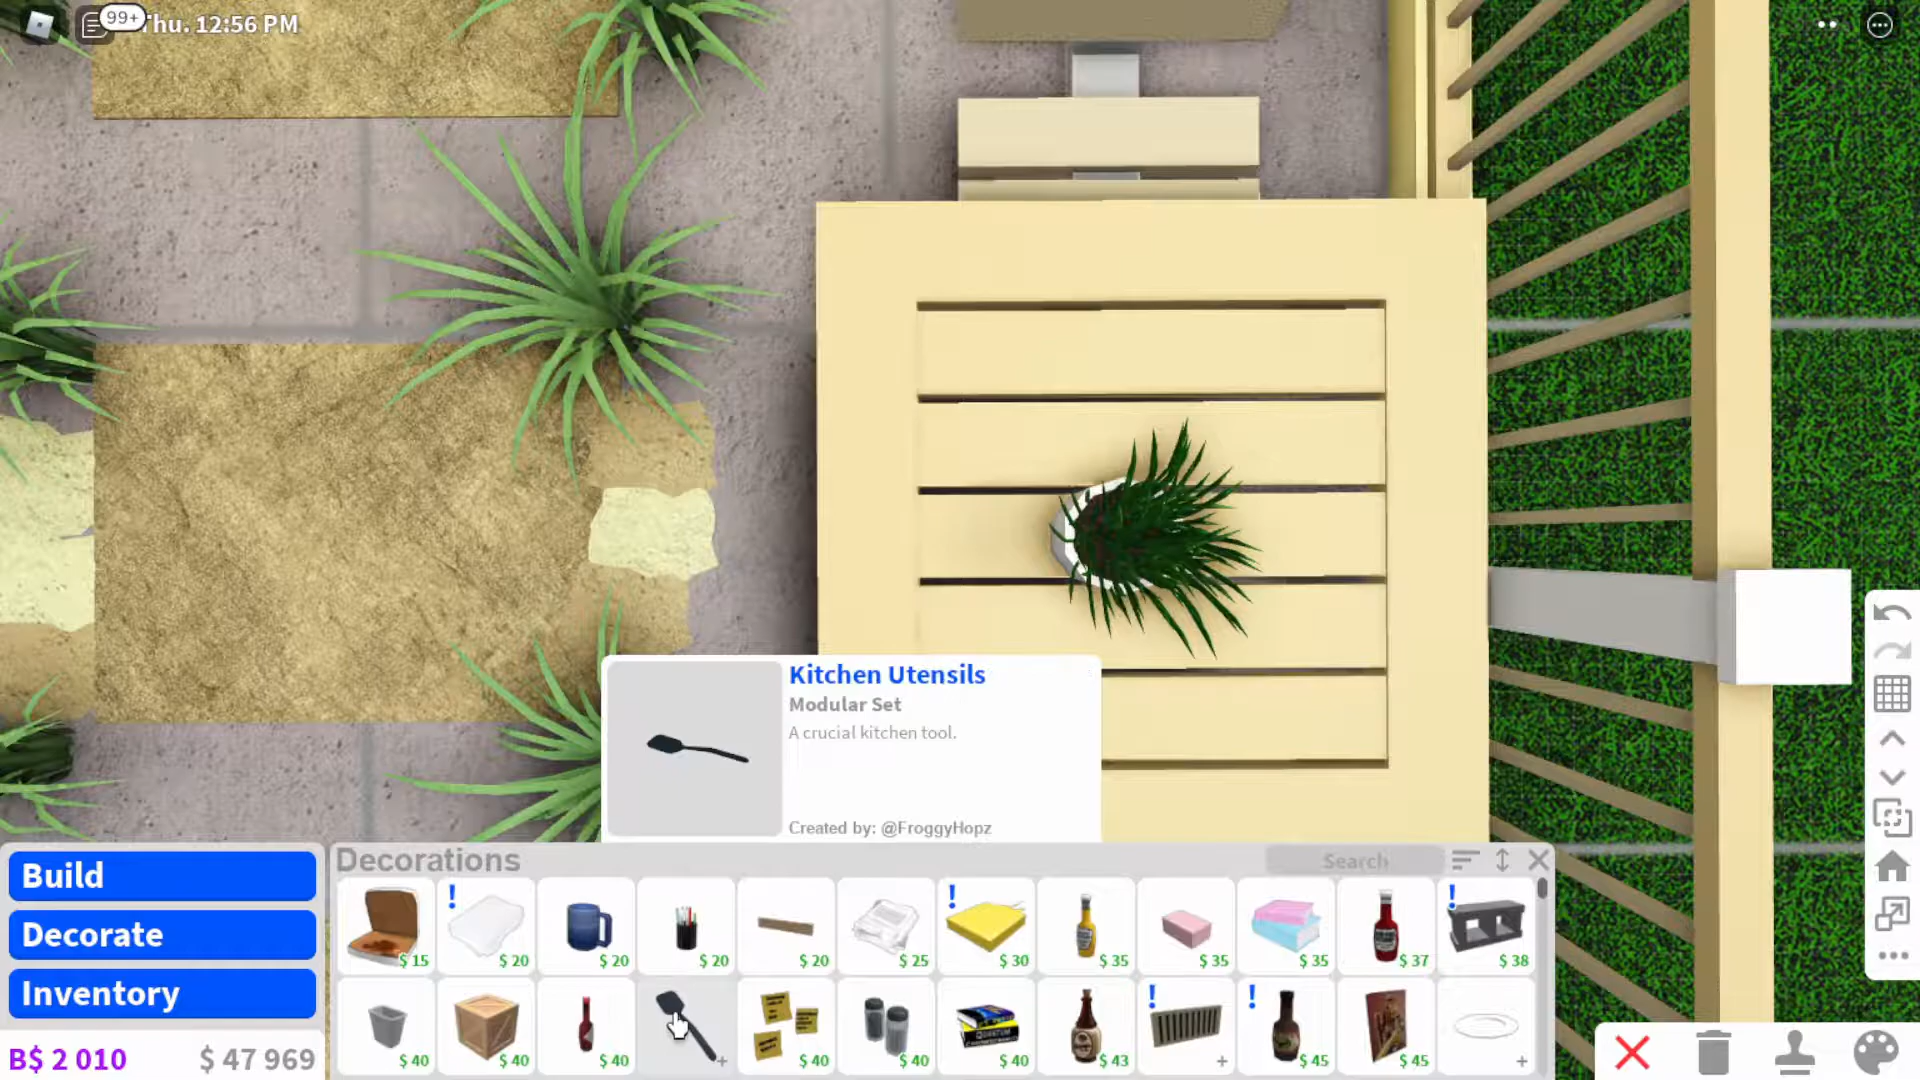 99+
Thu. 12:56 PM
Kitchen Utensils
Modular Set
A crucial kitchen tool.
Created by: @FroggyHopz
Build
Decorate
Inventory
B$ 2 010
$ 47 969
Decorations
Search
! ! !
$ 15 $ 20 $ 20 $ 20 $ 20 $ 25 $ 30 $ 35 $ 35 $ 35 $ 37 $ 38
! !
QUANTUM
$ 40 $ 40 $ 40 + $ 40 $ 40 $ 40 $ 43 + $ 45 $ 45 +